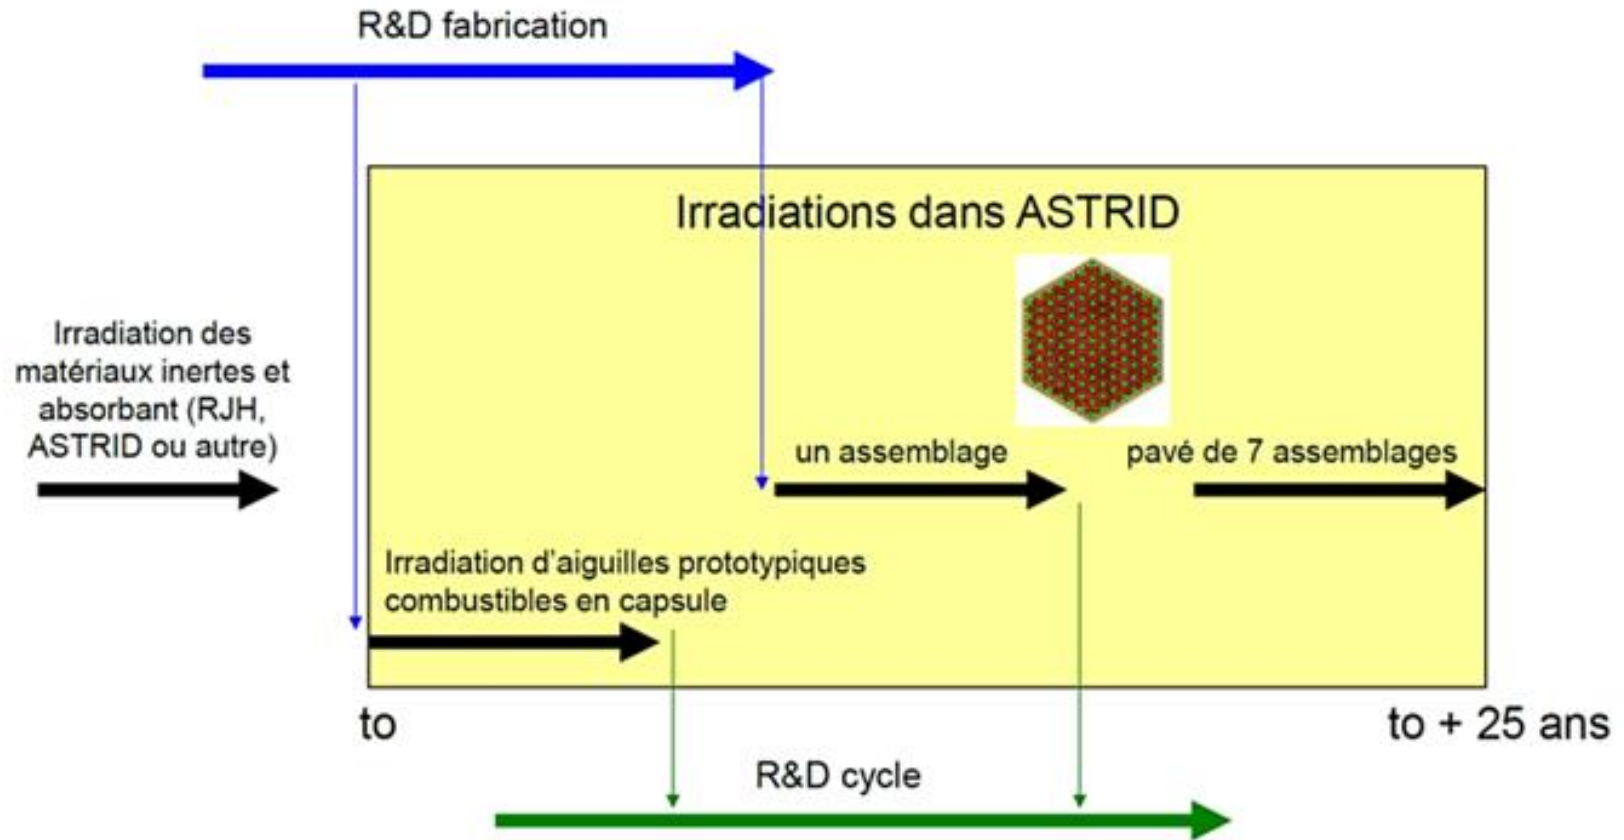 R&D fabrication
Irradiations dans ASTRID
Irradiation des
matériaux inertes et
absorbant (RJH,
ASTRID ou autre)
un assemblage
pavé de 7 assemblages
Irradiation d'aiguilles prototypiques
combustibles en capsule
to
to + 25 ans
R&D cycle